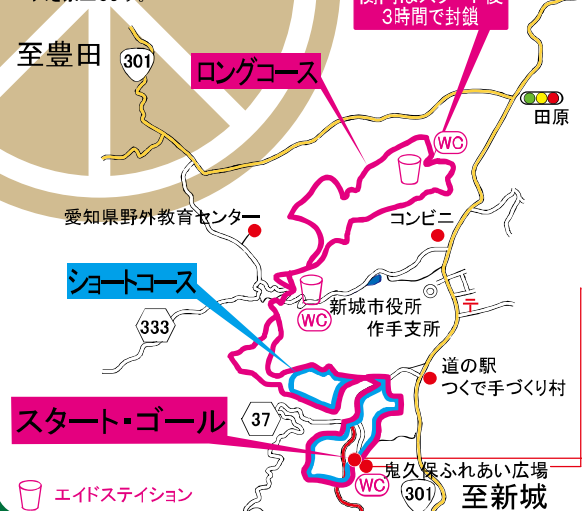 3時間で封鎖
至豊田
301
ロングコース
田原
WC
愛知県野外教育センター
コンビニ
ショートコース
新城市役所
作手支所
〒
WC
333
道の駅
つくで手づくり村
スタート・ゴール
37
鬼久保ふれあい広場
WC
エイドステイション
301
至新城